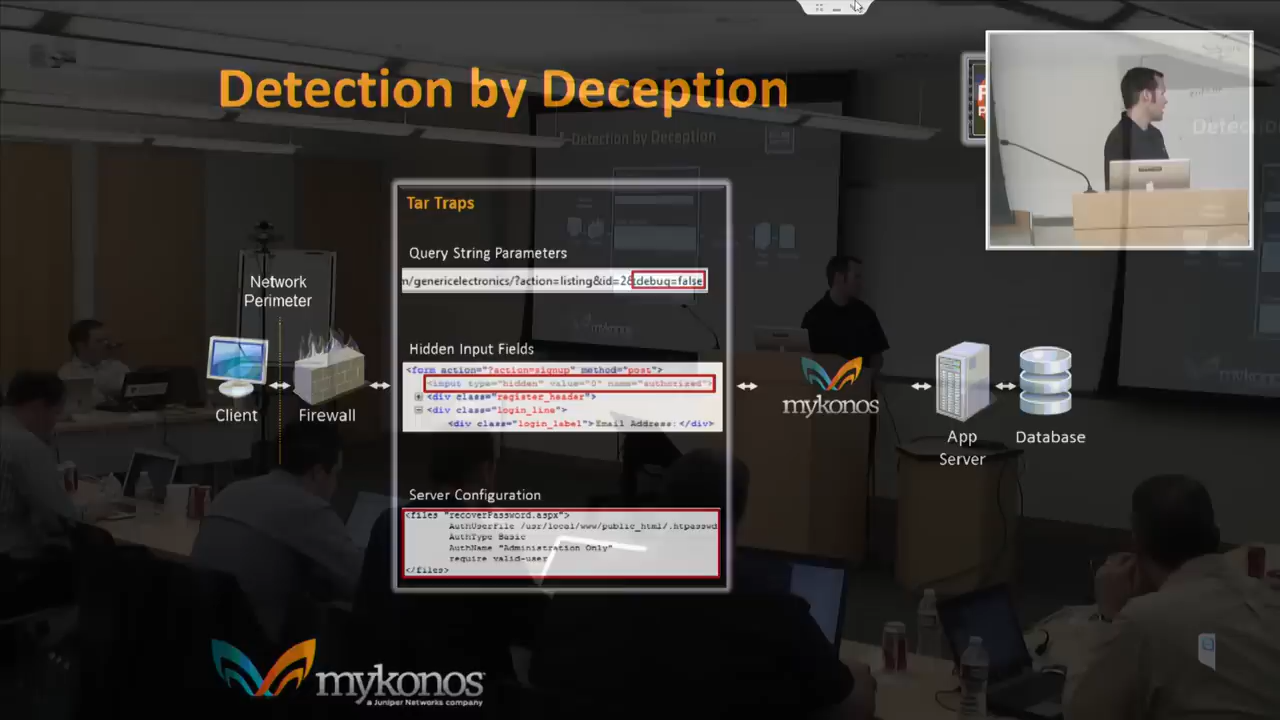 Detection by Deception
Detection by Deception
Tar Traps
Query String Parameters
n/genericelectronics/?action=listing&id=2&debug=false
Network
Perimeter
Hidden Input Fields
<form action="?action=signup" method="post">
<input type="hidden" value="0" name="authorized">
<div class="register_header">
<div class="login_line">
<div class="login_label">Email Address:</div>
Client
Firewall
mykonos
App
Server
Database
Server Configuration
<files "recoverPassword.aspx">
AuthUserFile /usr/local/www/public_html/.htpasswd
AuthType Basic
AuthName "Administration Only"
require valid-user
</files>
mykonos
a Juniper Networks company